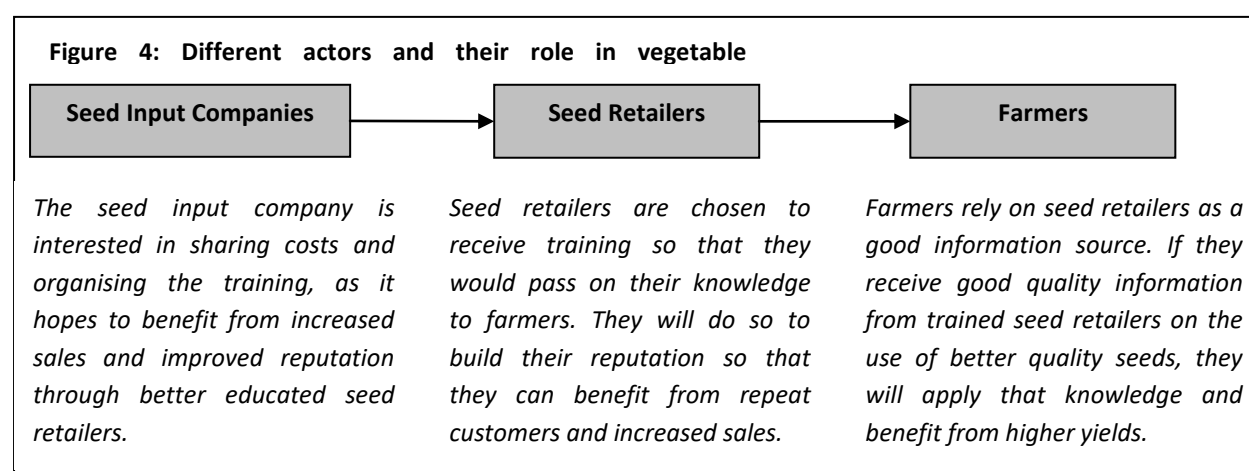 Figure 4: Different actors and their role in vegetable
Seed Input Companies
Seed Retailers
Farmers
The seed input company is
interested in sharing costs and
organising the training, as it
hopes to benefit from increased
sales and improved reputation
through better educated seed
retailers.
Seed retailers are chosen to
receive training so that they
would pass on their knowledge
to farmers. They will do so to
build their reputation so that
they can benefit from repeat
customers and increased sales.
Farmers rely on seed retailers as a
good information source. If they
receive good quality information
from trained seed retailers on the
use of better quality seeds, they
will apply that knowledge and
benefit from higher yields.